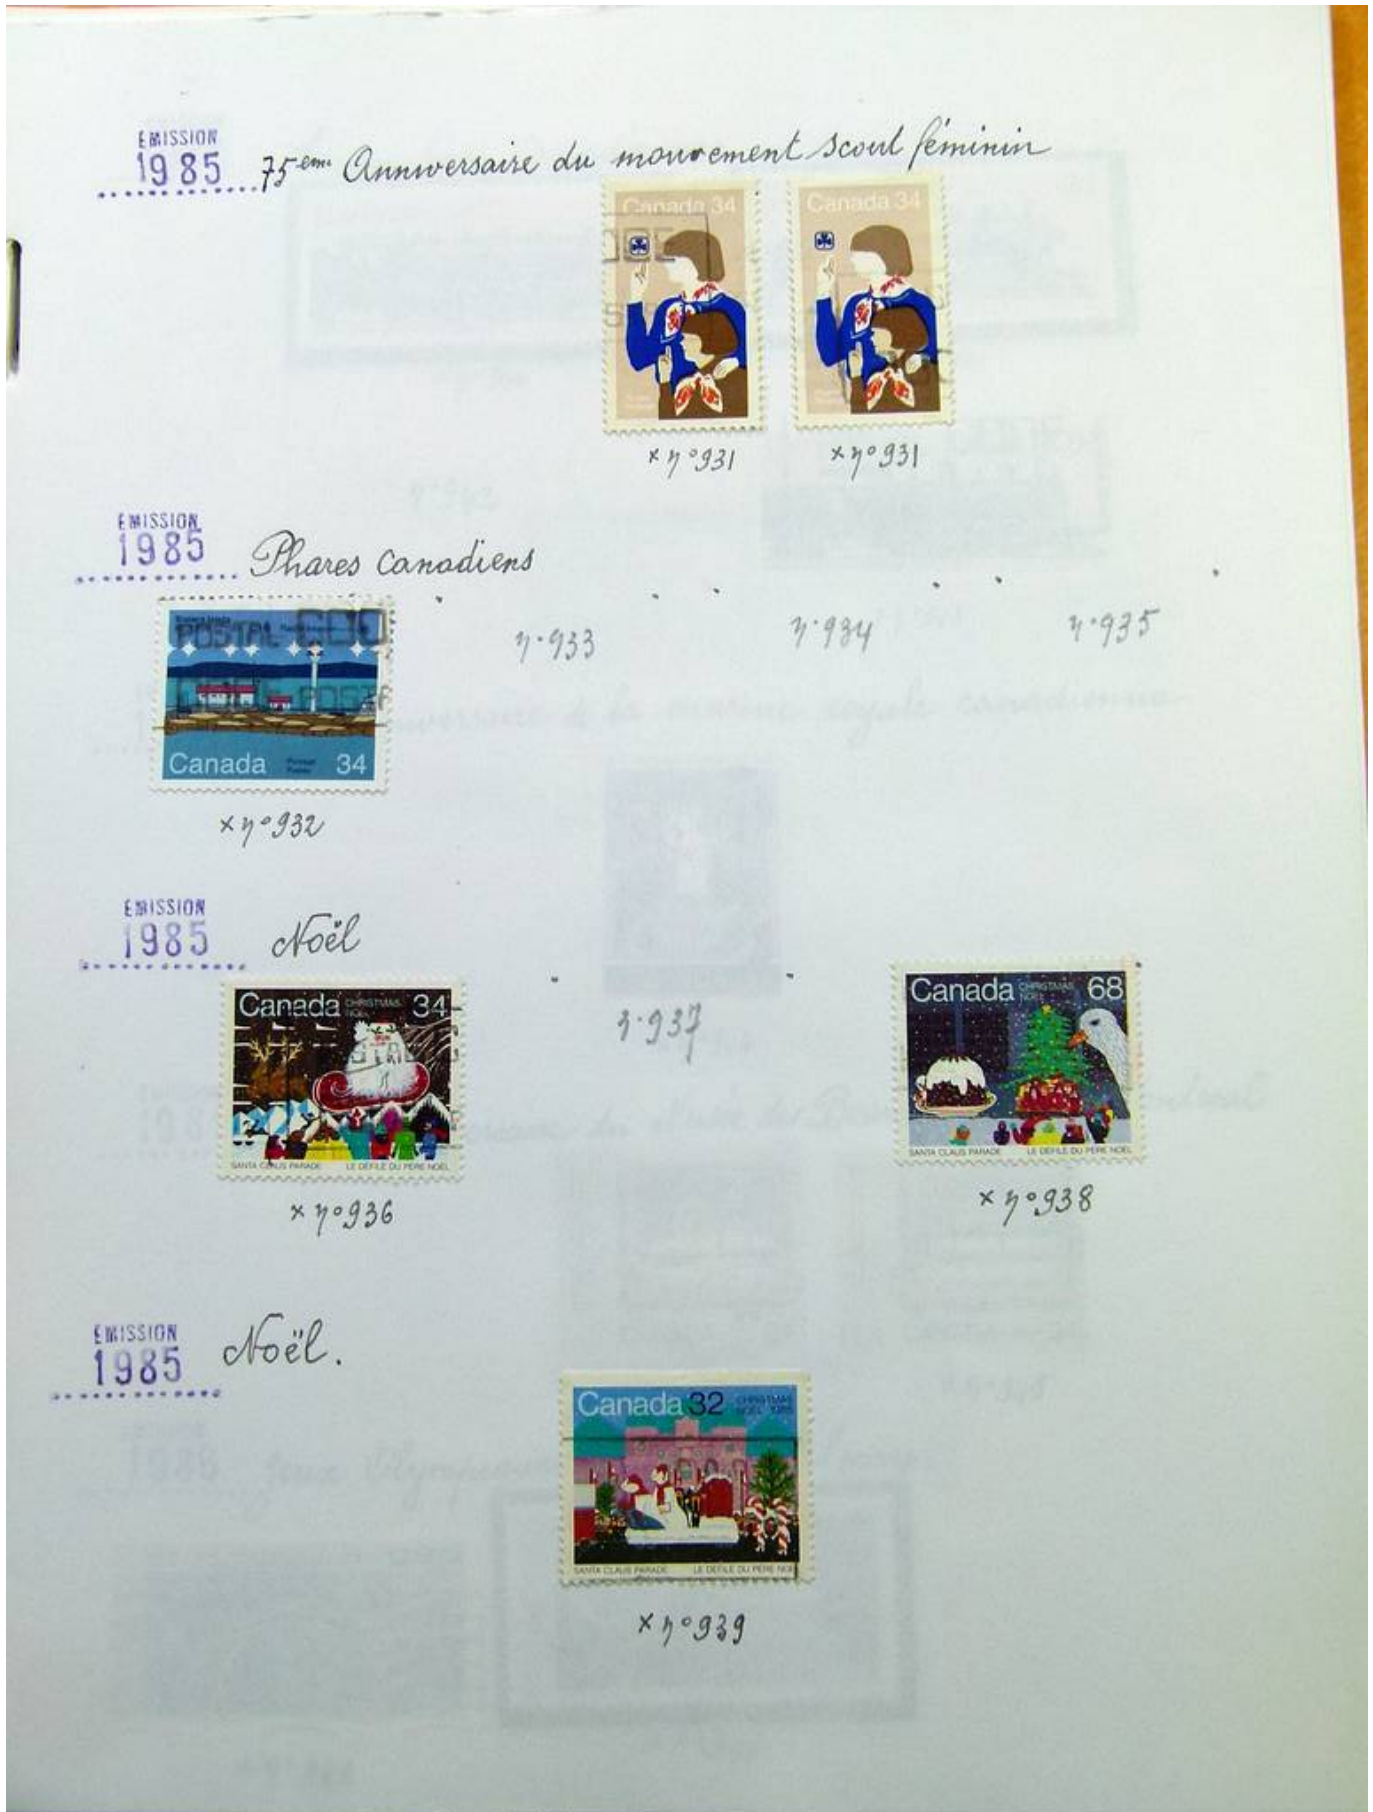 EMISSION
1985 75eme Anniversaire du mouvement scout féminin
Canada 34
Canada 34
x n°931
x n°931
EMISSION
1985 Phares canadiens
POSTAL
POSTA
Canada 34
n°933
n°934
n°935
x n°932
EMISSION
1985 Noël
Canada CHRISTMAS NOËL 34
SANTA CLAUS PARADE LE DÉFILÉ DU PÈRE NOËL
n°937
Canada CHRISTMAS NOËL 68
SANTA CLAUS PARADE LE DÉFILÉ DU PÈRE NOËL
x n°936
x n°938
EMISSION
1985 Noël.
Canada 32 CHRISTMAS NOËL 1985
SANTA CLAUS PARADE LE DÉFILÉ DU PÈRE NOËL
x n°939